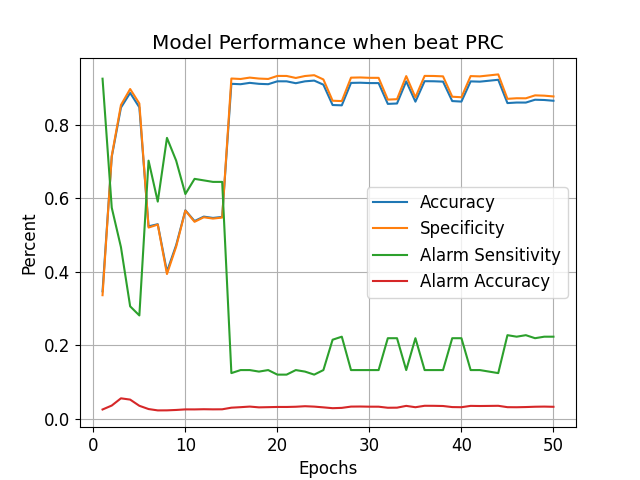 Model Performance when beat PRC
Percent
0.8
0.6
0.4
0.2
0.0
Accuracy
Specificity
Alarm Sensitivity
Alarm Accuracy
0 10 20 30 40 50
Epochs